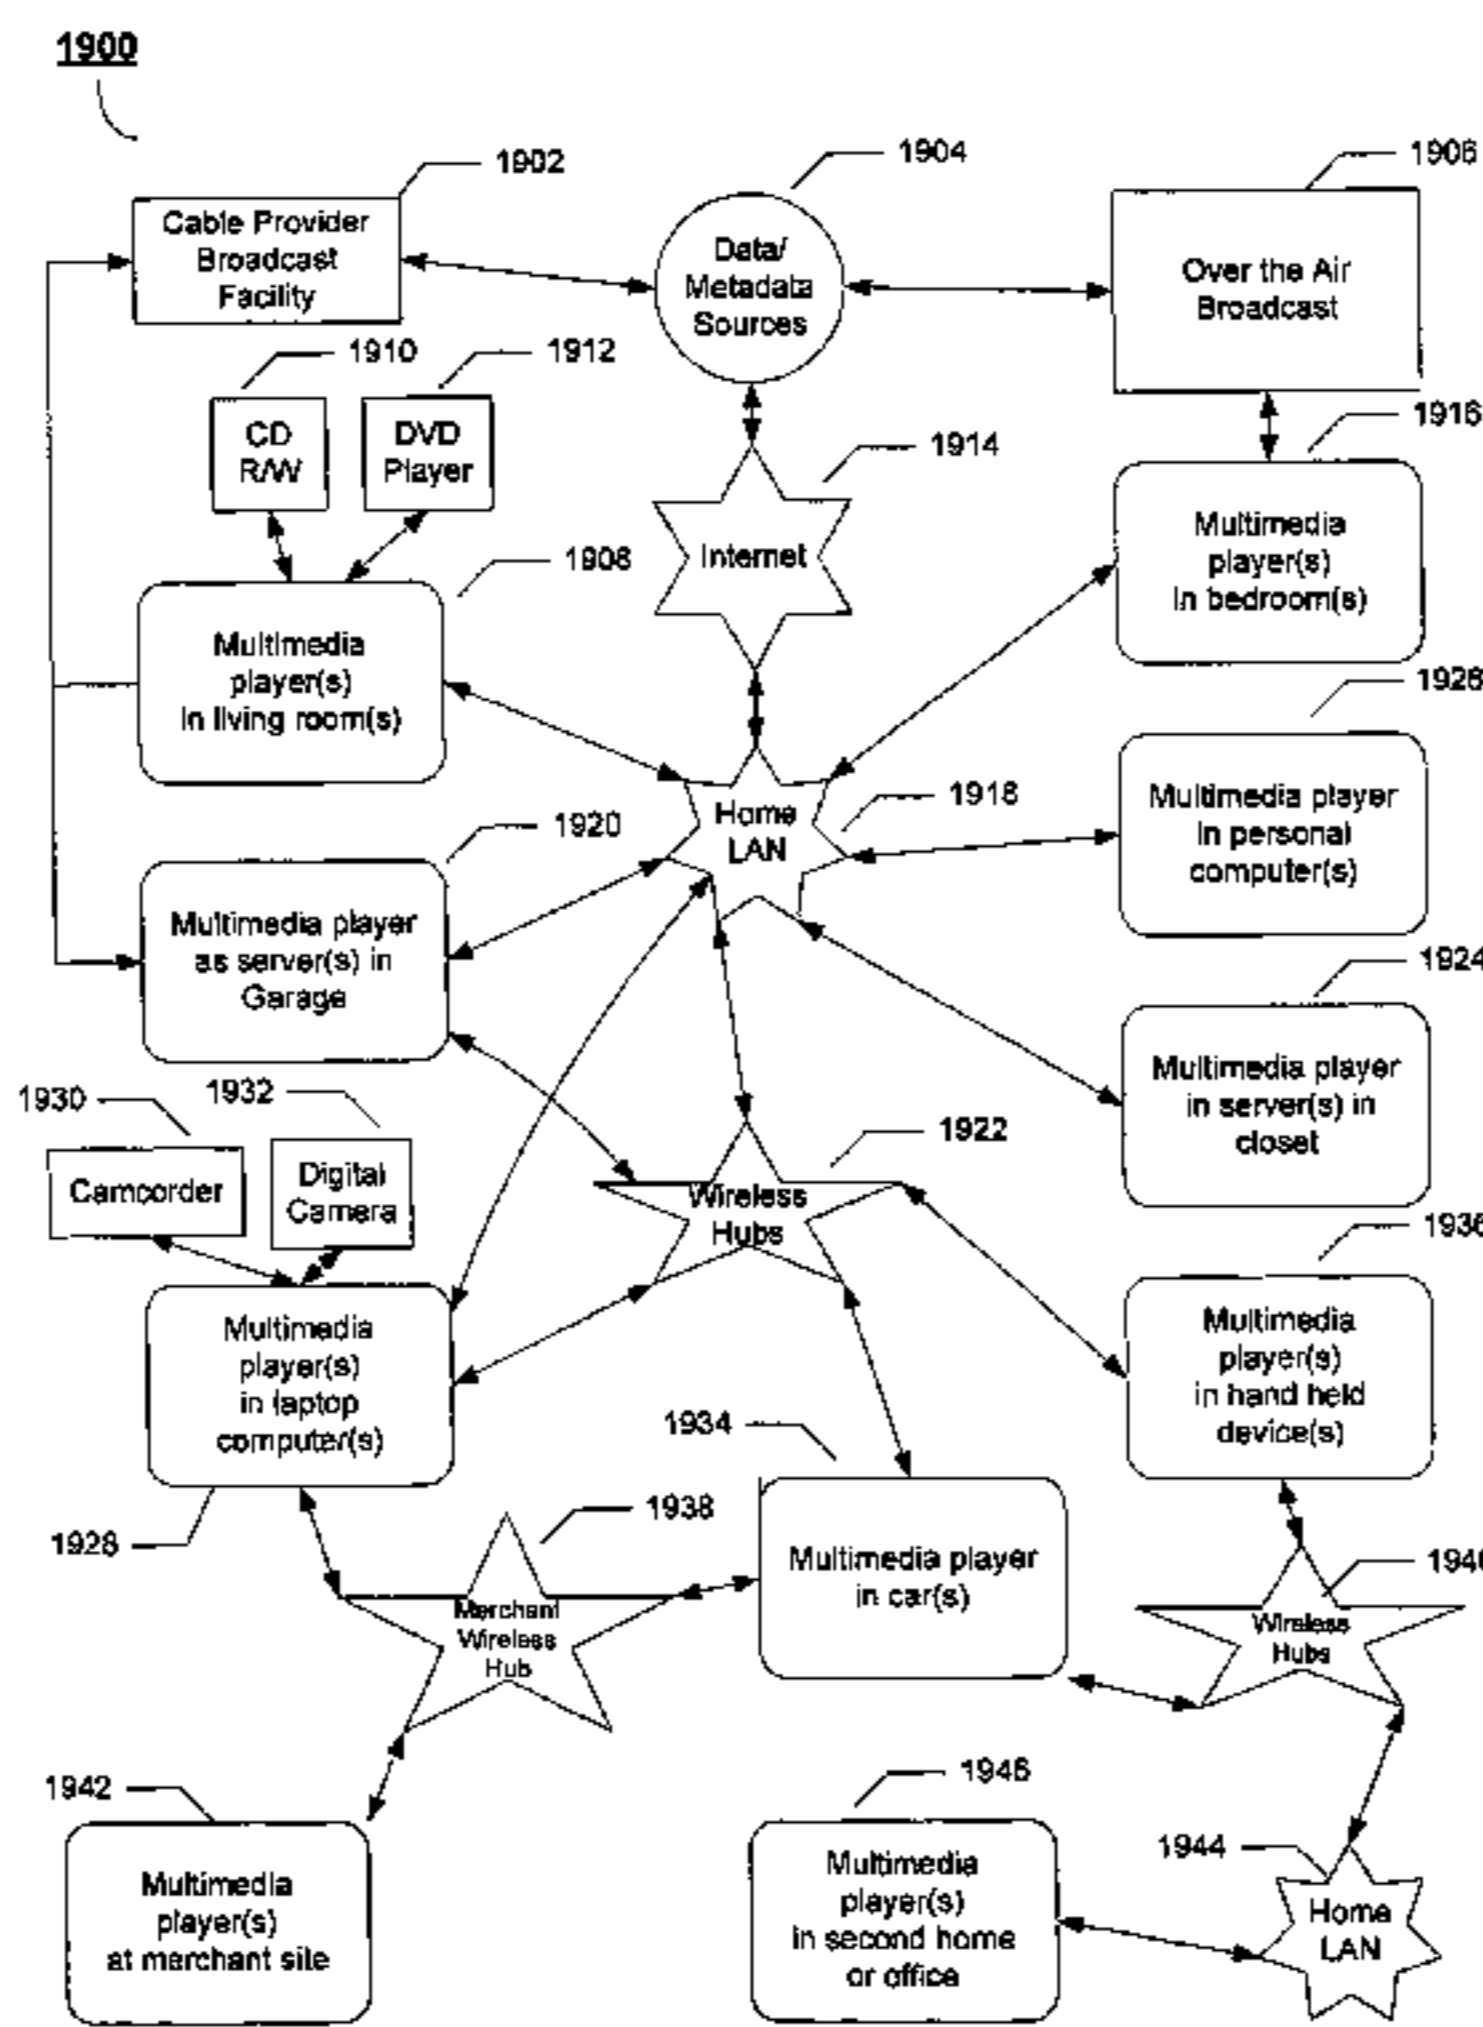 1900
1902
1904
1906
Cable Provider
Broadcast
Facility
Data/
Metadata
Sources
Over the Air
Broadcast
1910
1912
CD
R/W
DVD
Player
1914
1916
Internet
Multimedia
player(s)
in bedroom(s)
1908
Multimedia
player(s)
in living room(s)
1926
Home
LAN
1918
Multimedia player
in personal
computer(s)
1920
Multimedia player
as server(s) in
Garage
1924
Multimedia player
in server(s) in
closet
1930
1932
Camcorder
Digital
Camera
1922
Wireless
Hubs
1936
Multimedia
player(s)
in laptop
computer(s)
Multimedia
player(s)
in hand held
device(s)
1934
1928
1938
Merchant
Wireless
Hub
Multimedia player
in car(s)
1940
Wireless
Hubs
1942
Multimedia
player(s)
at merchant site
1946
Multimedia
player(s)
in second home
or office
1944
Home
LAN